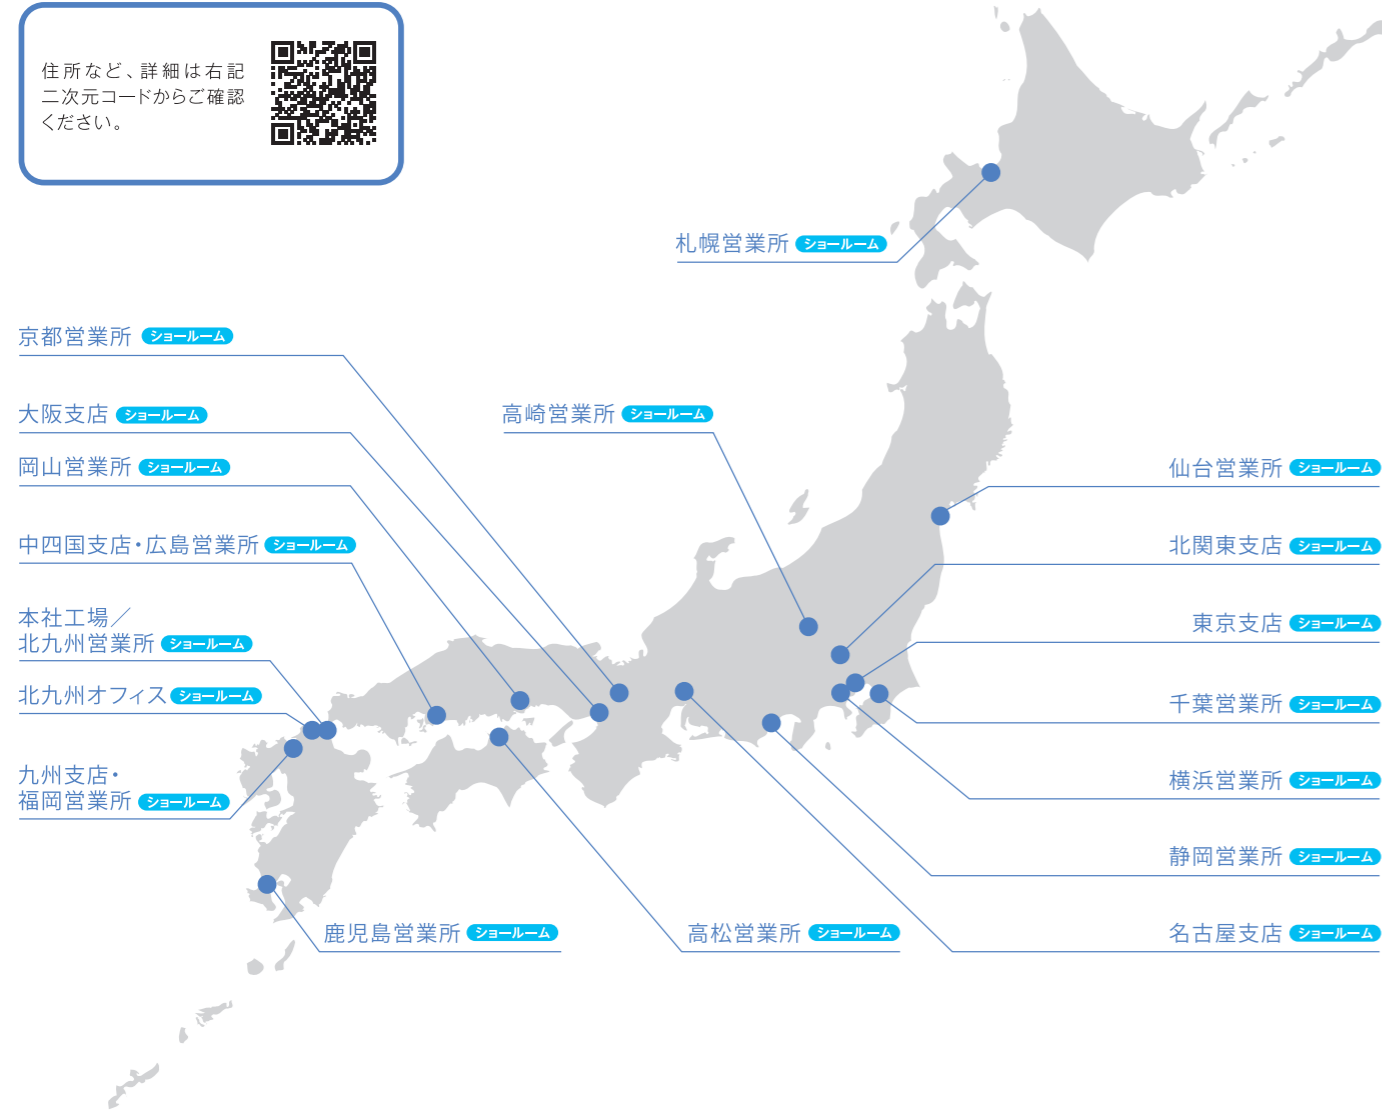 住所など、詳細は右記
二次元コードからご確認
ください。
札幌営業所 ショールーム
京都営業所 ショールーム
大阪支店 ショールーム
高崎営業所 ショールーム
岡山営業所 ショールーム
仙台営業所 ショールーム
中四国支店・広島営業所 ショールーム
北関東支店 ショールーム
本社工場／
北九州営業所 ショールーム
東京支店 ショールーム
北九州オフィス ショールーム
千葉営業所 ショールーム
九州支店・
福岡営業所 ショールーム
横浜営業所 ショールーム
静岡営業所 ショールーム
鹿児島営業所 ショールーム
高松営業所 ショールーム
名古屋支店 ショールーム